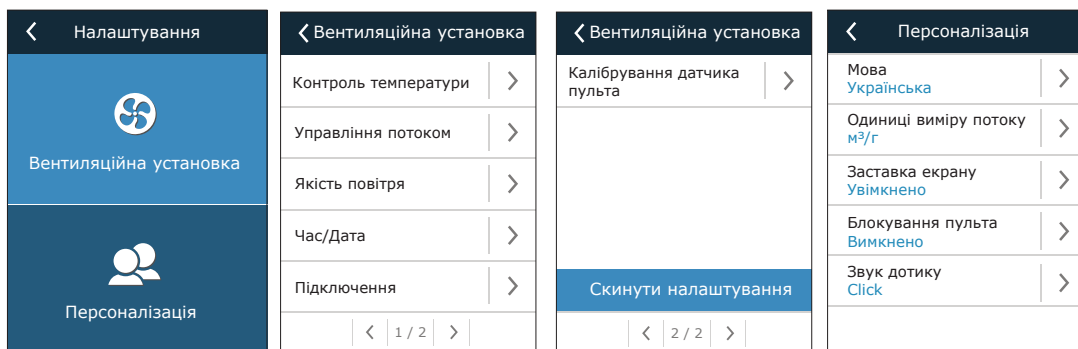 Налаштування
Вентиляційна установка
Персоналізація
Вентиляційна установка
Контроль температури
Управління потоком
Якість повітря
Час/Дата
Підключення
1 / 2
Вентиляційна установка
Калібрування датчика
пульта
Скинути налаштування
2 / 2
Персоналізація
Мова
Українська
Одиниці виміру потоку
м³/г
Заставка екрану
Увімкнено
Блокування пульта
Вимкнено
Звук дотику
Click